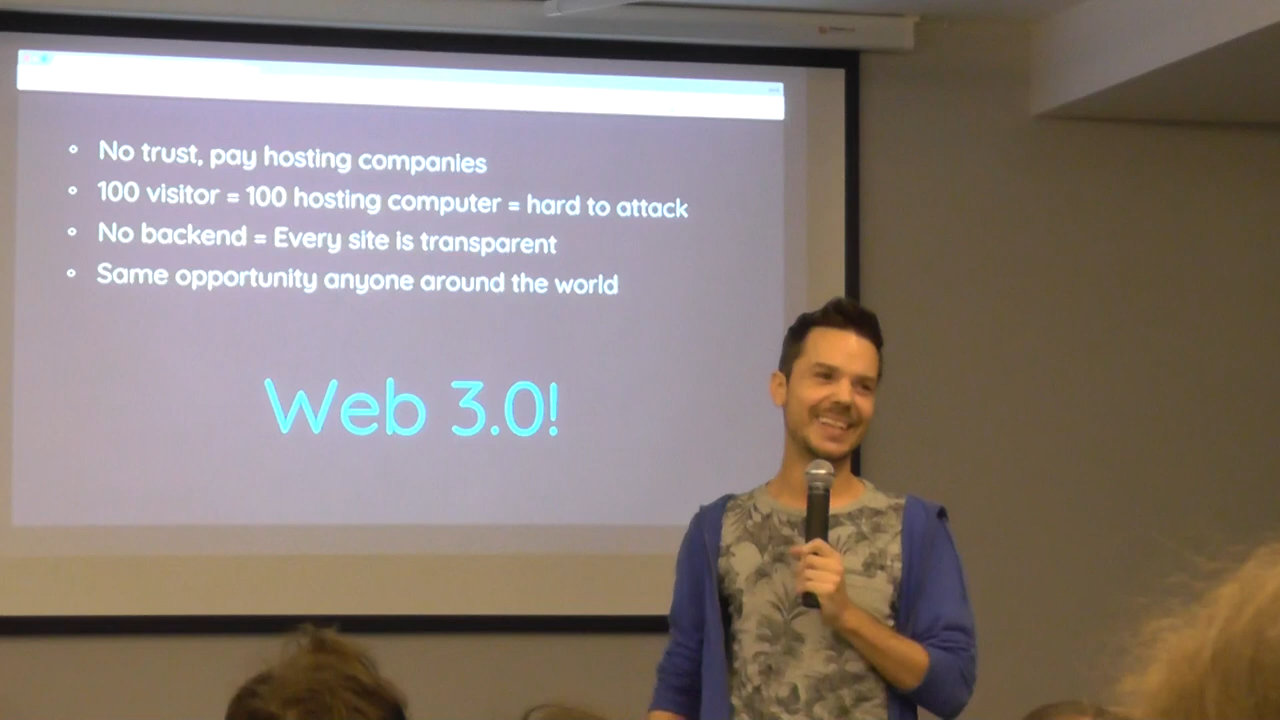 No trust, pay hosting companies
100 visitor = 100 hosting computer = hard to attack
No backend = Every site is transparent
Same opportunity anyone around the world
Web 3.0!